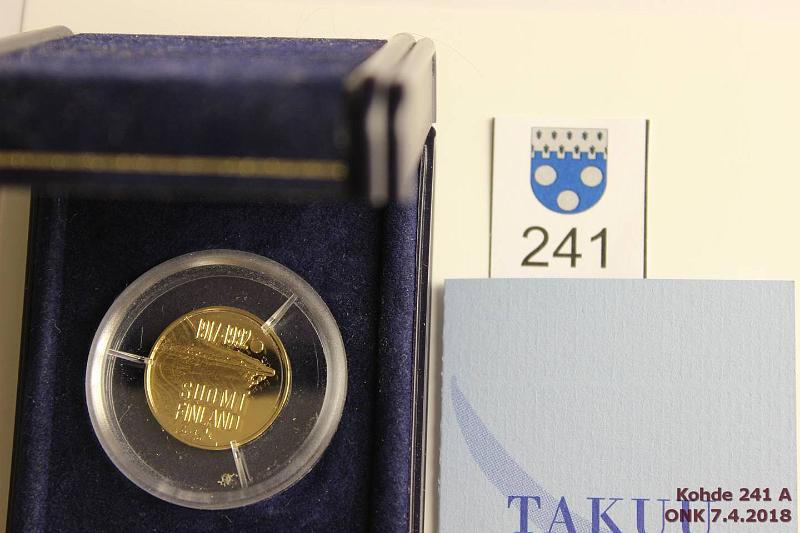 1917-1992
SUOMI
FINLAND
241
TAKUU
Kohde 241 A
ONK 7.4.2018